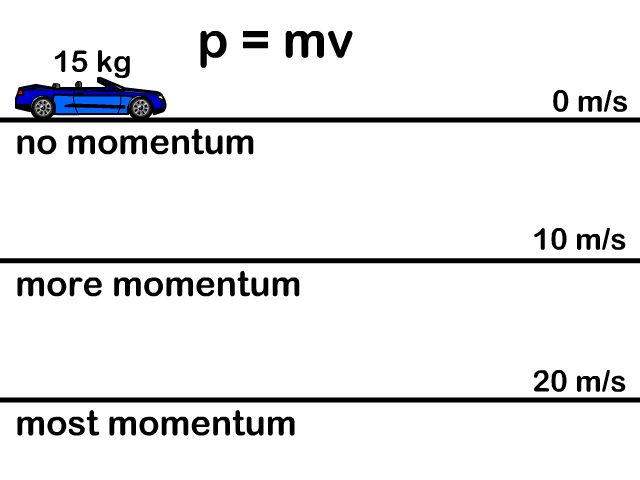 p = mv
15 kg
0 m/s
no momentum
10 m/s
more momentum
20 m/s
most momentum